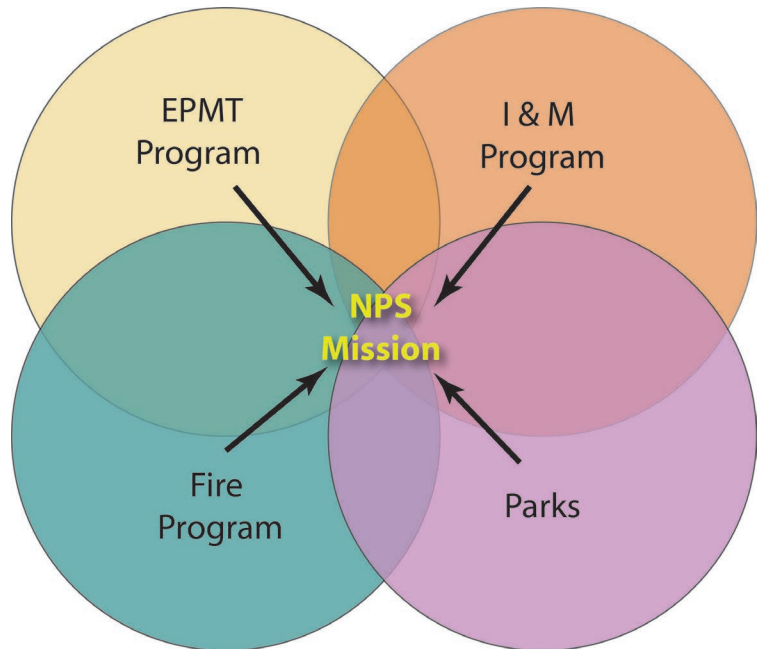 EPMT
Program
I & M
Program
NPS
Mission
Fire
Program
Parks